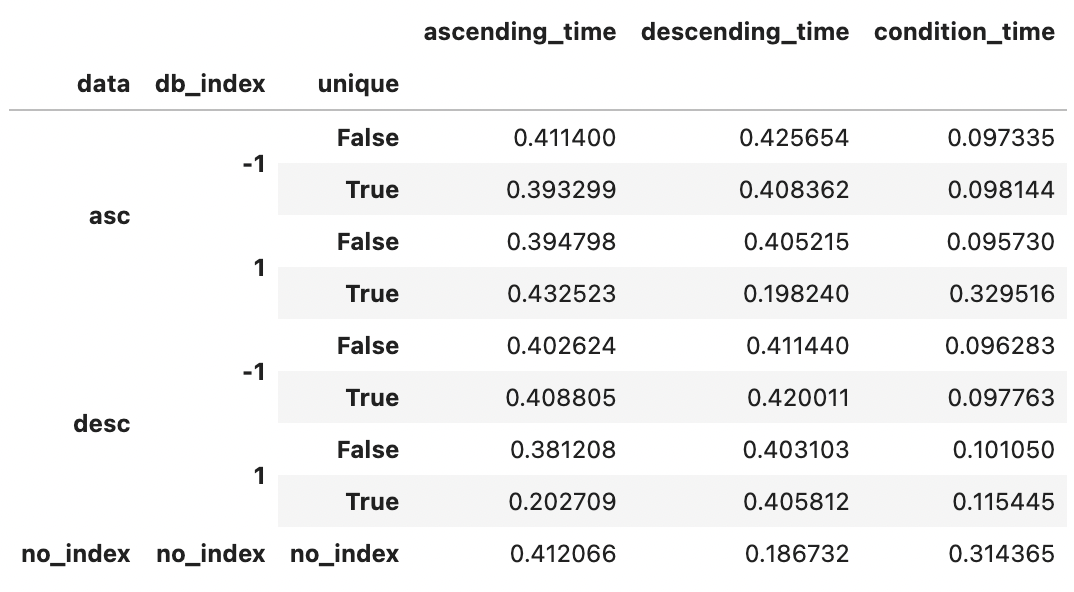 ascending_time descending_time condition_time
data db_index unique
False 0.411400 0.425654 0.097335
-1
True 0.393299 0.408362 0.098144
asc
False 0.394798 0.405215 0.095730
1
True 0.432523 0.198240 0.329516
False 0.402624 0.411440 0.096283
-1
True 0.408805 0.420011 0.097763
desc
False 0.381208 0.403103 0.101050
1
True 0.202709 0.405812 0.115445
no_index no_index no_index 0.412066 0.186732 0.314365